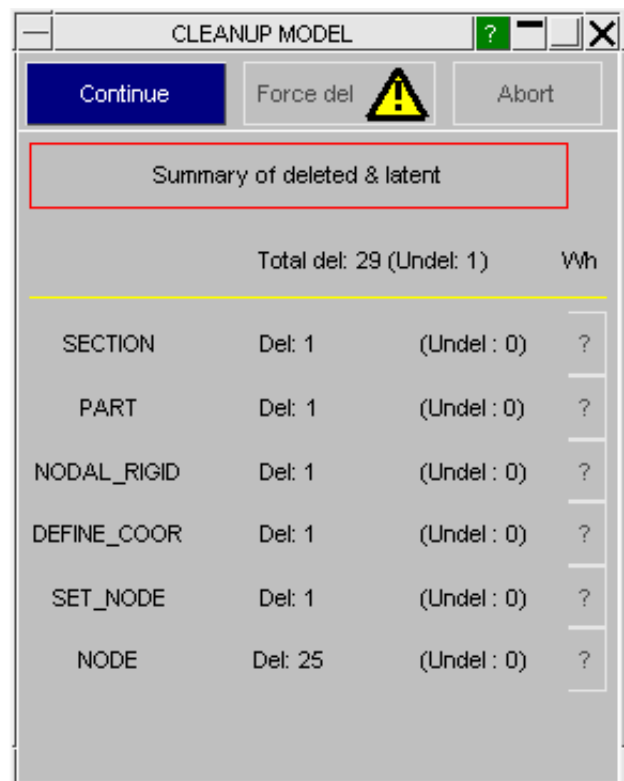 CLEANUP MODEL ?
Continue Force del ! Abort
Summary of deleted & latent
Total del: 29 (Undel: 1) Wh
SECTION Del: 1 (Undel : 0) ?
PART Del: 1 (Undel : 0) ?
NODAL_RIGID Del: 1 (Undel : 0) ?
DEFINE_COOR Del: 1 (Undel : 0) ?
SET_NODE Del: 1 (Undel : 0) ?
NODE Del: 25 (Undel : 0) ?